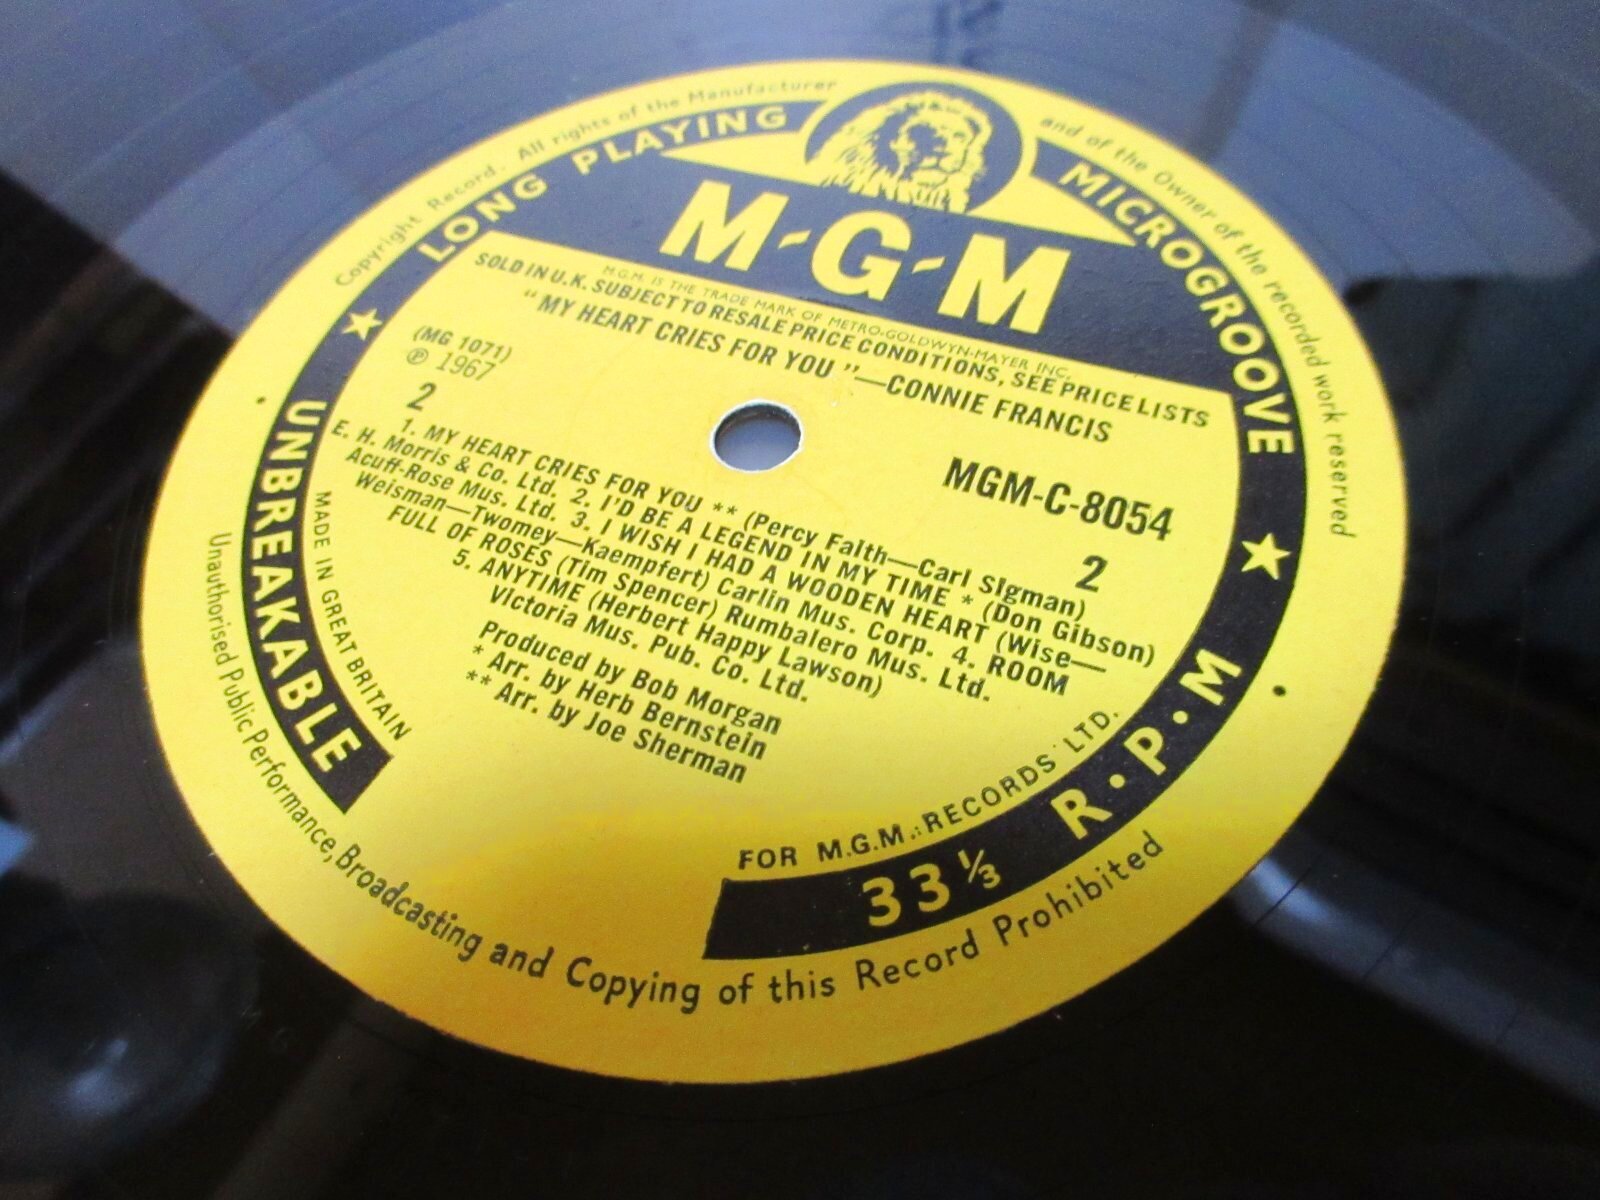 Copyright Record. All rights of the Manufacturer and of the Owner of the recorded work reserved
LONG PLAYING MICROGROOVE
M-G-M
M.G.M. IS THE TRADE MARK OF METRO-GOLDWYN-MAYER INC.
SOLD IN U.K. SUBJECT TO RESALE PRICE CONDITIONS, SEE PRICE LISTS
"MY HEART CRIES FOR YOU"—CONNIE FRANCIS
(MG 1071)
℗ 1967
MGM-C-8054
2
2
1. MY HEART CRIES FOR YOU ** (Percy Faith—Carl SIgman)
E. H. Morris & Co. Ltd. 2. I'D BE A LEGEND IN MY TIME * (Don Gibson)
Acuff-Rose Mus. Ltd. 3. I WISH I HAD A WOODEN HEART (Wise—
Weisman—Twomey—Kaempfert) Carlin Mus. Corp. 4. ROOM
FULL OF ROSES (Tim Spencer) Rumbalero Mus. Ltd.
5. ANYTIME (Herbert Happy Lawson)
Victoria Mus. Pub. Co. Ltd.
Produced by Bob Morgan
* Arr. by Herb Bernstein
** Arr. by Joe Sherman
UNBREAKABLE
MADE IN GREAT BRITAIN
FOR M.G.M. RECORDS LTD.
33⅓ R·P·M
Unauthorised Public Performance, Broadcasting and Copying of this Record Prohibited